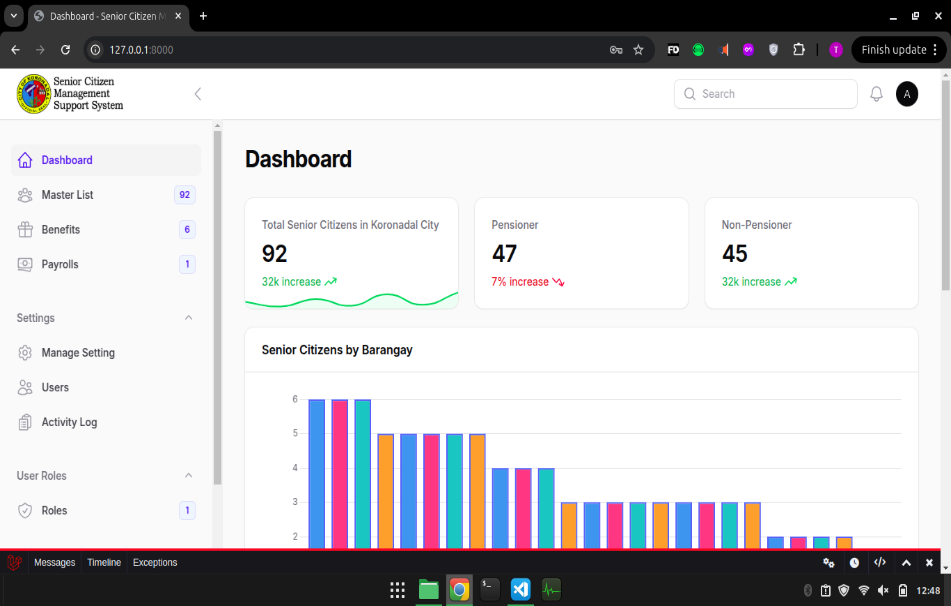 Dashboard - Senior Citizen M
127.0.0.1:8000
FD
T
Finish update
Senior Citizen
Management
Support System
Search
A
Dashboard
Master List 92
Benefits 6
Payrolls 1
Settings
Manage Setting
Users
Activity Log
User Roles
Roles 1
Dashboard
Total Senior Citizens in Koronadal City
92
32k increase
Pensioner
47
7% increase
Non-Pensioner
45
32k increase
Senior Citizens by Barangay
6
5
4
3
2
Messages Timeline Exceptions
12:48